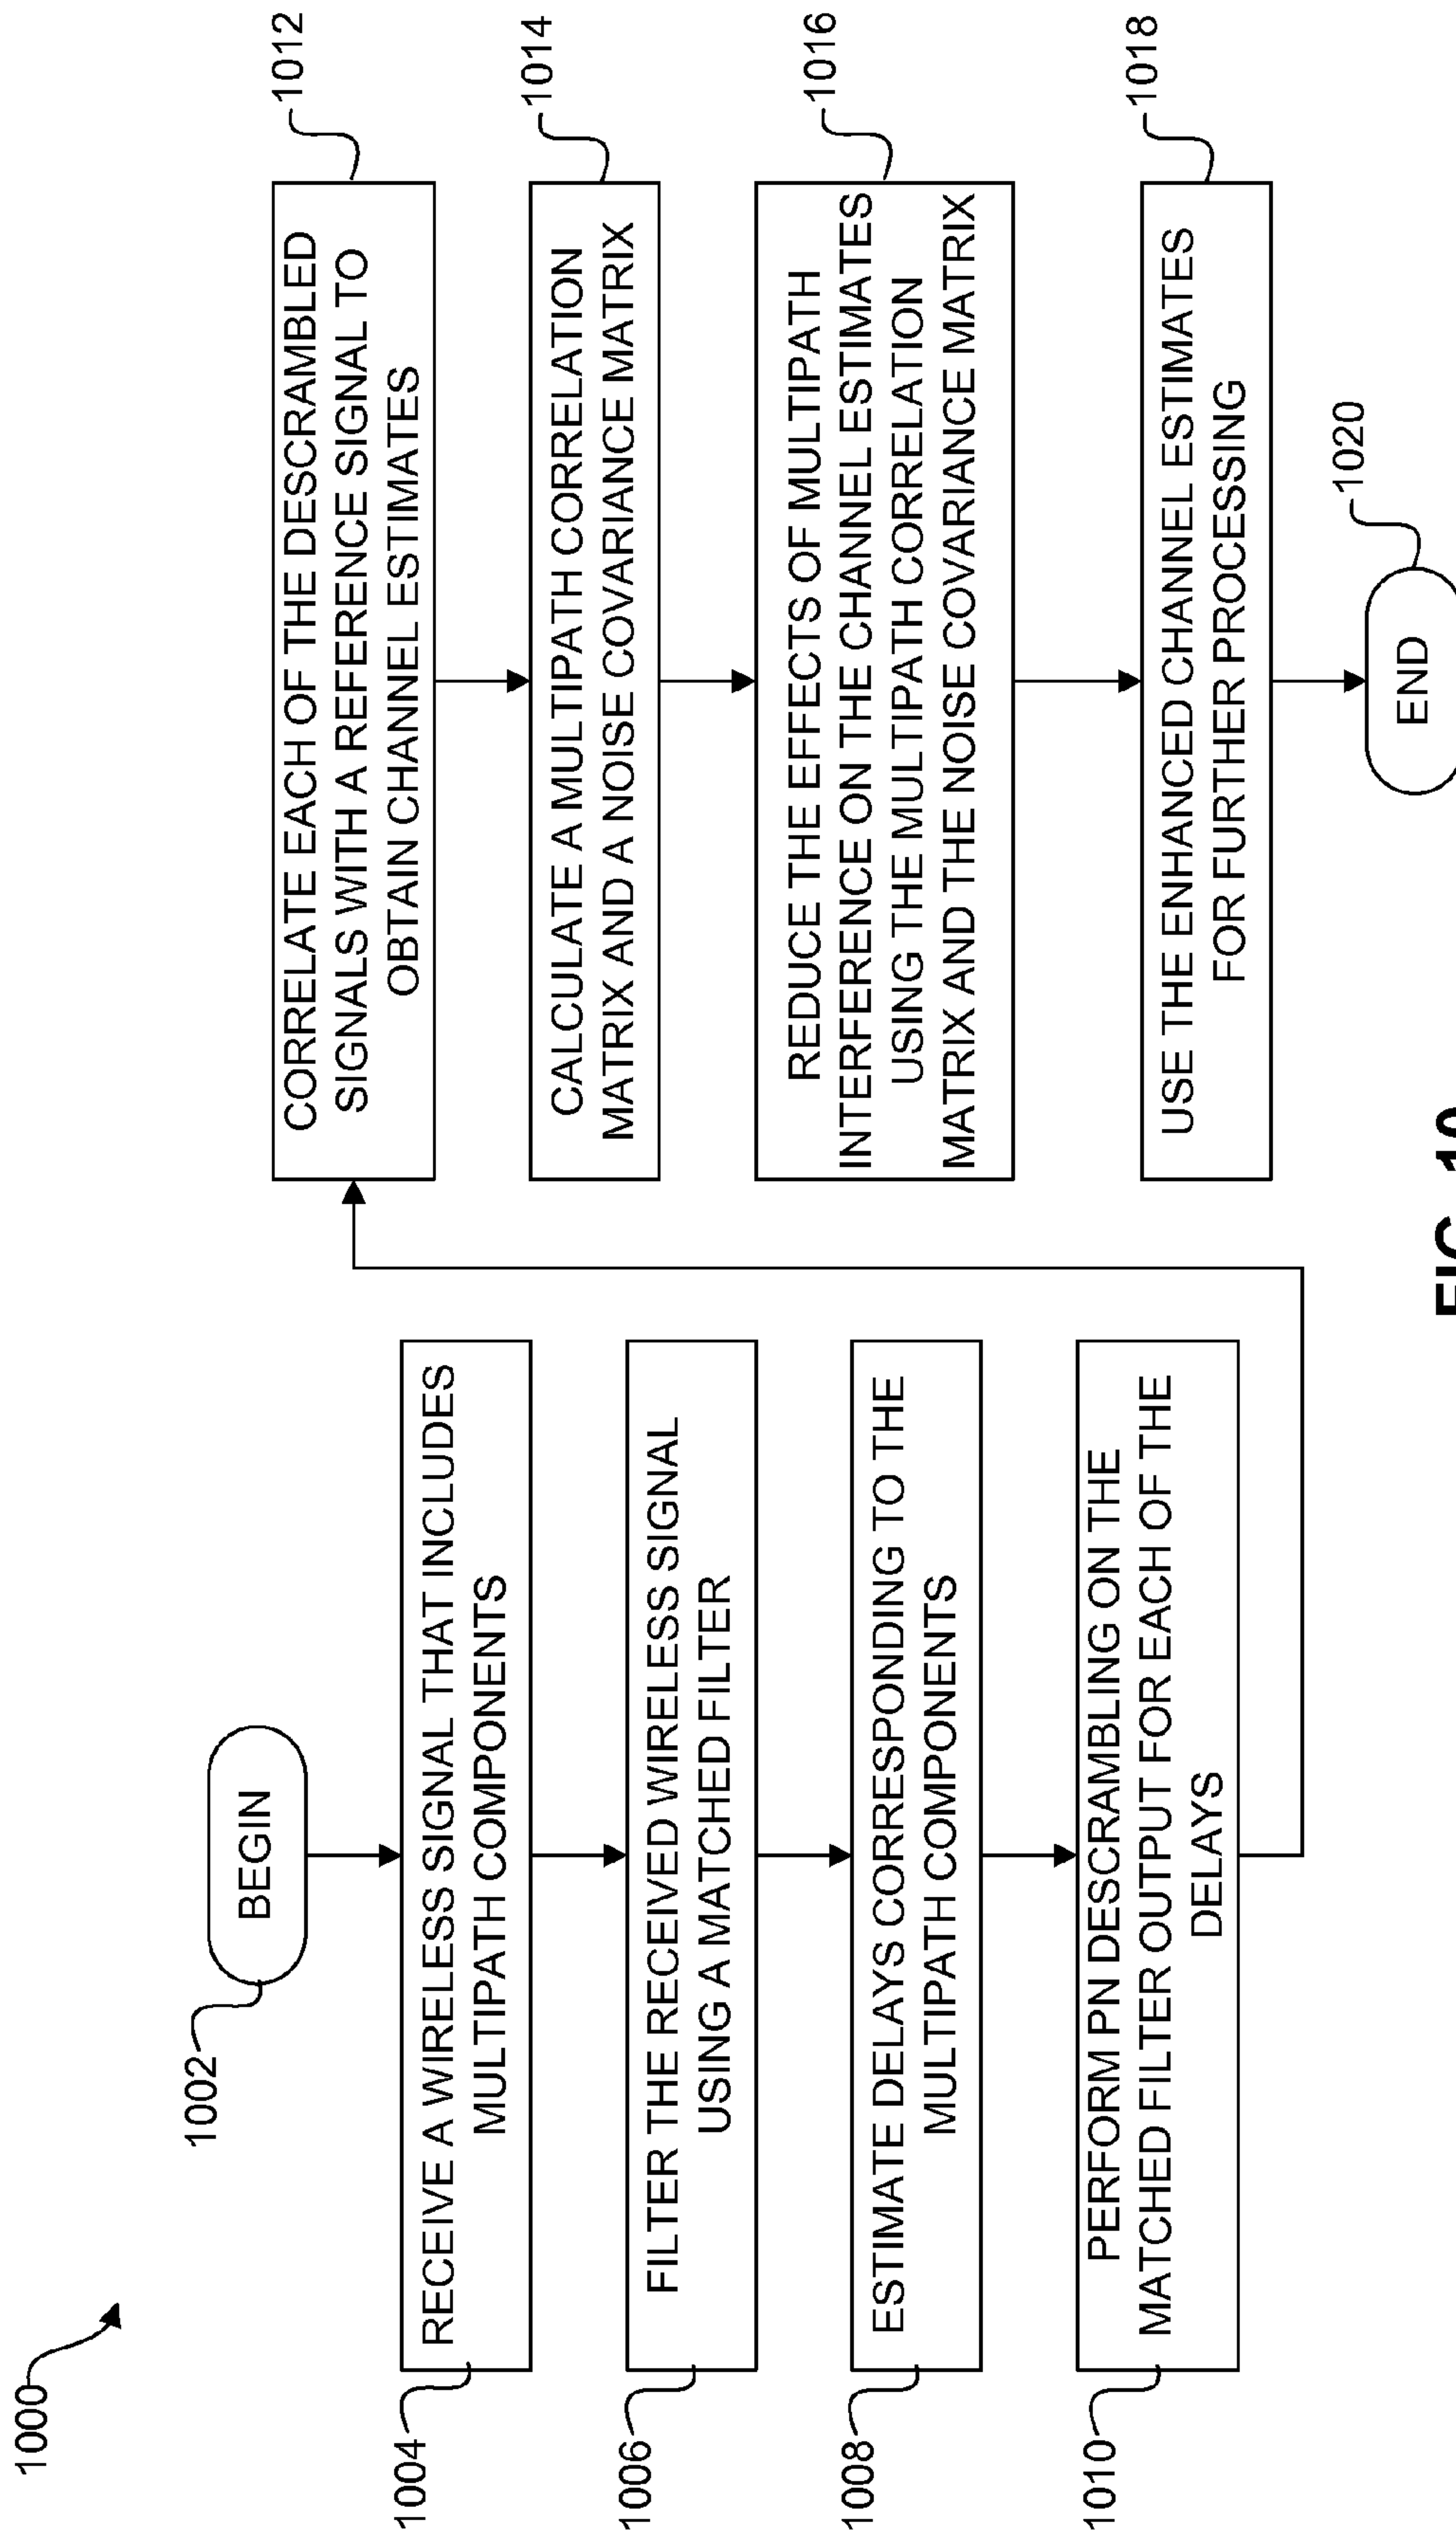 1000
1002
BEGIN
1004
RECEIVE A WIRELESS SIGNAL THAT INCLUDES
MULTIPATH COMPONENTS
1006
FILTER THE RECEIVED WIRELESS SIGNAL
USING A MATCHED FILTER
1008
ESTIMATE DELAYS CORRESPONDING TO THE
MULTIPATH COMPONENTS
1010
PERFORM PN DESCRAMBLING ON THE
MATCHED FILTER OUTPUT FOR EACH OF THE
DELAYS
1012
CORRELATE EACH OF THE DESCRAMBLED
SIGNALS WITH A REFERENCE SIGNAL TO
OBTAIN CHANNEL ESTIMATES
1014
CALCULATE A MULTIPATH CORRELATION
MATRIX AND A NOISE COVARIANCE MATRIX
1016
REDUCE THE EFFECTS OF MULTIPATH
INTERFERENCE ON THE CHANNEL ESTIMATES
USING THE MULTIPATH CORRELATION
MATRIX AND THE NOISE COVARIANCE MATRIX
1018
USE THE ENHANCED CHANNEL ESTIMATES
FOR FURTHER PROCESSING
1020
END
FIG. 10